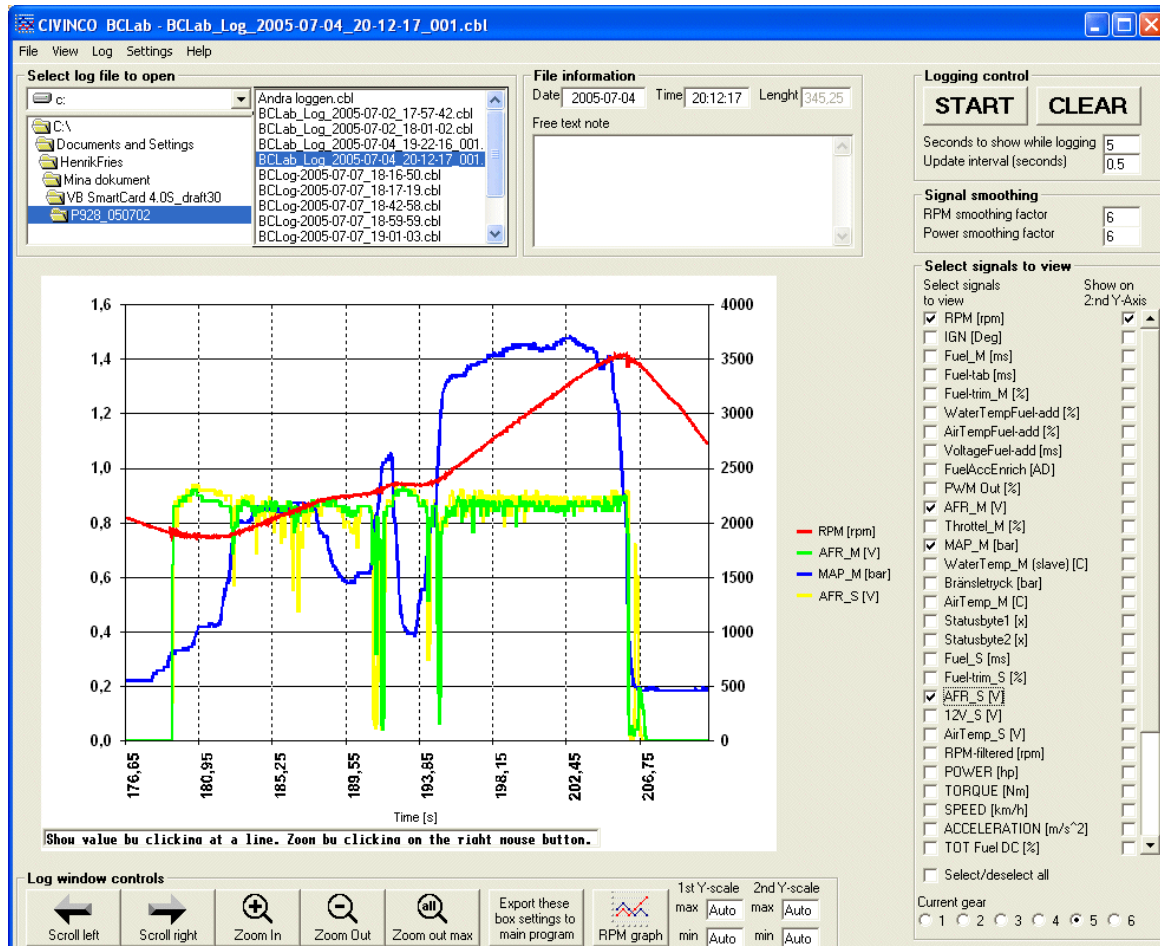 CIVINCO BCLab - BCLab_Log_2005-07-04_20-12-17_001.cbl
File View Log Settings Help
Select log file to open
c:
C:\
Documents and Settings
HenrikFries
Mina dokument
VB SmartCard 4.0S_draft30
P928_050702
Andra loggen.cbl
BCLab_Log_2005-07-02_17-57-42.cbl
BCLab_Log_2005-07-02_18-01-02.cbl
BCLab_Log_2005-07-04_19-22-16_001.
BCLab_Log_2005-07-04_20-12-17_001.
BCLog-2005-07-07_18-16-50.cbl
BCLog-2005-07-07_18-17-19.cbl
BCLog-2005-07-07_18-42-58.cbl
BCLog-2005-07-07_18-59-59.cbl
BCLog-2005-07-07_19-01-03.cbl
File information
Date 2005-07-04 Time 20:12:17 Lenght 345,25
Free text note
Logging control
START CLEAR
Seconds to show while logging 5
Update interval (seconds) 0.5
Signal smoothing
RPM smoothing factor 6
Power smoothing factor 6
Select signals to view
Select signals to view
Show on 2:nd Y-Axis
RPM [rpm]
IGN [Deg]
Fuel_M [ms]
Fuel-tab [ms]
Fuel-trim_M [%]
WaterTempFuel-add [%]
AirTempFuel-add [%]
VoltageFuel-add [ms]
FuelAccEnrich [AD]
PWM Out [%]
AFR_M [V]
Throttel_M [%]
MAP_M [bar]
WaterTemp_M (slave) [C]
Bränsletryck [bar]
AirTemp_M [C]
Statusbyte1 [x]
Statusbyte2 [x]
Fuel_S [ms]
Fuel-trim_S [%]
AFR_S [V]
12V_S [V]
AirTemp_S [V]
RPM-filtered [rpm]
POWER [hp]
TORQUE [Nm]
SPEED [km/h]
ACCELERATION [m/s^2]
TOT Fuel DC [%]
Select/deselect all
Current gear
1 2 3 4 5 6
1,6
1,4
1,2
1,0
0,8
0,6
0,4
0,2
0,0
4000
3500
3000
2500
2000
1500
1000
500
0
176,65 180,95 185,25 189,55 193,85 198,15 202,45 206,75
Time [s]
RPM [rpm]
AFR_M [V]
MAP_M [bar]
AFR_S [V]
Show value by clicking at a line. Zoom by clicking on the right mouse button.
Log window controls
Scroll left
Scroll right
Zoom In
Zoom Out
all
Zoom out max
Export these
box settings to
main program
RPM graph
1st Y-scale 2nd Y-scale
max Auto max Auto
min Auto min Auto